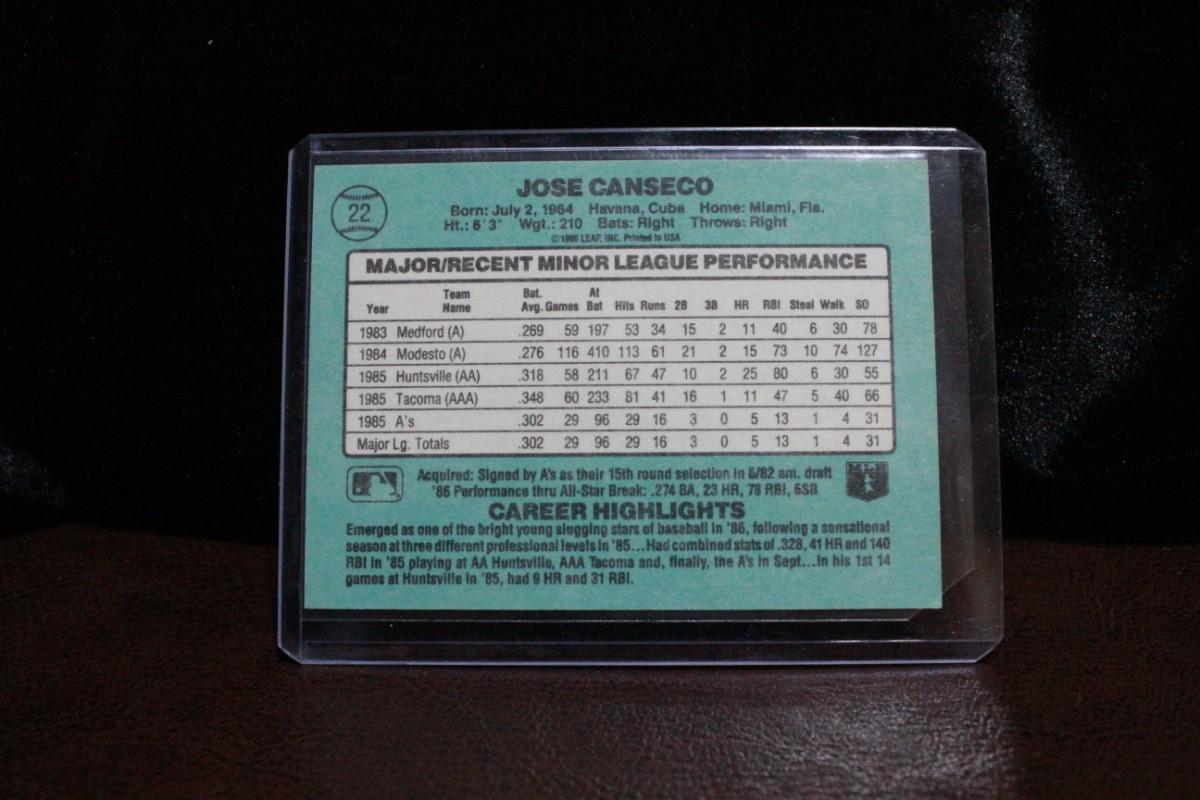 22
JOSE CANSECO
Born: July 2, 1964 Havana, Cuba Home: Miami, Fla.
Ht.: 6'3" Wgt.: 210 Bats: Right Throws: Right
© 1986 LEAF, INC. Printed in USA
MAJOR/RECENT MINOR LEAGUE PERFORMANCE
Year Team Name Bat. Avg. Games At Bat Hits Runs 2B 3B HR RBI Steal Walk SO
1983 Medford (A) .269 59 197 53 34 15 2 11 40 6 30 78
1984 Modesto (A) .276 116 410 113 61 21 2 15 73 10 74 127
1985 Huntsville (AA) .318 58 211 67 47 10 2 25 80 6 30 55
1985 Tacoma (AAA) .348 60 233 81 41 16 1 11 47 5 40 66
1985 A's .302 29 96 29 16 3 0 5 13 1 4 31
Major Lg. Totals .302 29 96 29 16 3 0 5 13 1 4 31
Acquired: Signed by A's as their 15th round selection in 6/82 am. draft
'86 Performance thru All-Star Break: .274 BA, 23 HR, 78 RBI, 6SB
CAREER HIGHLIGHTS
Emerged as one of the bright young slugging stars of baseball in '86, following a sensational
season at three different professional levels in '85...Had combined stats of .328, 41 HR and 140
RBI in '85 playing at AA Huntsville, AAA Tacoma and, finally, the A's in Sept...In his 1st 14
games at Huntsville in '85, had 9 HR and 31 RBI.